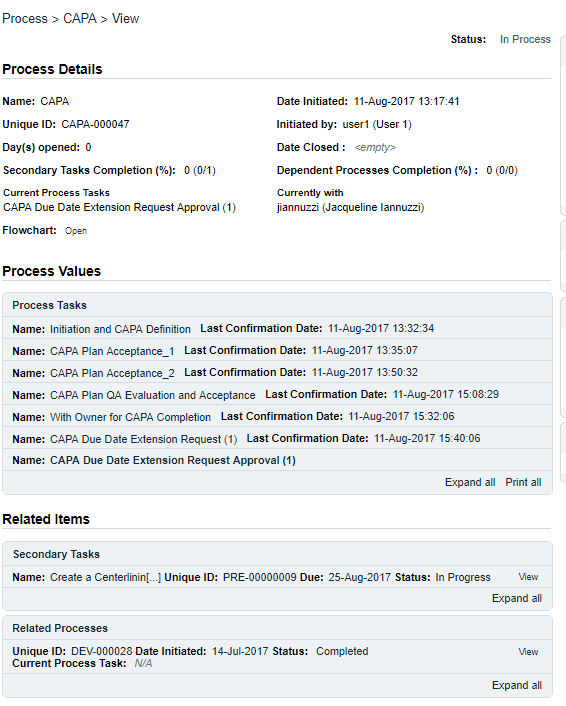 Process > CAPA > View
Status: In Process
Process Details
Name: CAPA Date Initiated: 11-Aug-2017 13:17:41
Unique ID: CAPA-000047 Initiated by: user1 (User 1)
Day(s) opened: 0 Date Closed : <empty>
Secondary Tasks Completion (%): 0 (0/1) Dependent Processes Completion (%) : 0 (0/0)
Current Process Tasks Currently with
CAPA Due Date Extension Request Approval (1) jiannuzzi (Jacqueline Iannuzzi)
Flowchart: Open
Process Values
Process Tasks
Name: Initiation and CAPA Definition Last Confirmation Date: 11-Aug-2017 13:32:34
Name: CAPA Plan Acceptance_1 Last Confirmation Date: 11-Aug-2017 13:35:07
Name: CAPA Plan Acceptance_2 Last Confirmation Date: 11-Aug-2017 13:50:32
Name: CAPA Plan QA Evaluation and Acceptance Last Confirmation Date: 11-Aug-2017 15:08:29
Name: With Owner for CAPA Completion Last Confirmation Date: 11-Aug-2017 15:32:06
Name: CAPA Due Date Extension Request (1) Last Confirmation Date: 11-Aug-2017 15:40:06
Name: CAPA Due Date Extension Request Approval (1)
Expand all Print all
Related Items
Secondary Tasks
Name: Create a Centerlinin[...] Unique ID: PRE-00000009 Due: 25-Aug-2017 Status: In Progress View
Expand all
Related Processes
Unique ID: DEV-000028 Date Initiated: 14-Jul-2017 Status: Completed View
Current Process Task: N/A
Expand all